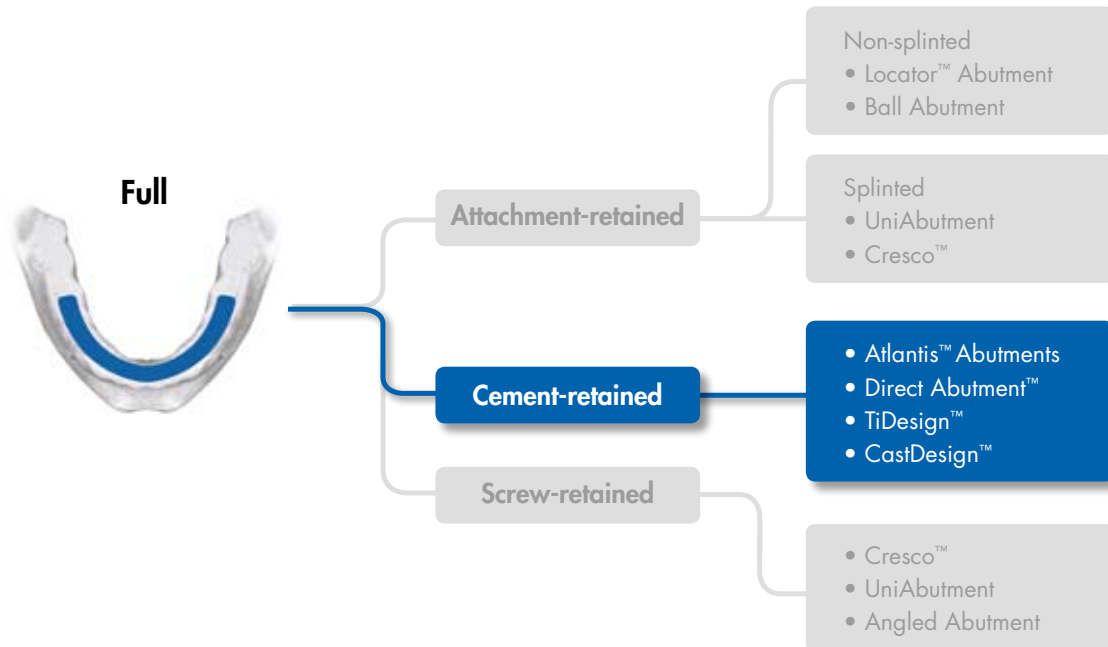 Full
Attachment-retained
Non-splinted
• Locator™ Abutment
• Ball Abutment
Splinted
• UniAbutment
• Cresco™
Cement-retained
• Atlantis™ Abutments
• Direct Abutment™
• TiDesign™
• CastDesign™
Screw-retained
• Cresco™
• UniAbutment
• Angled Abutment